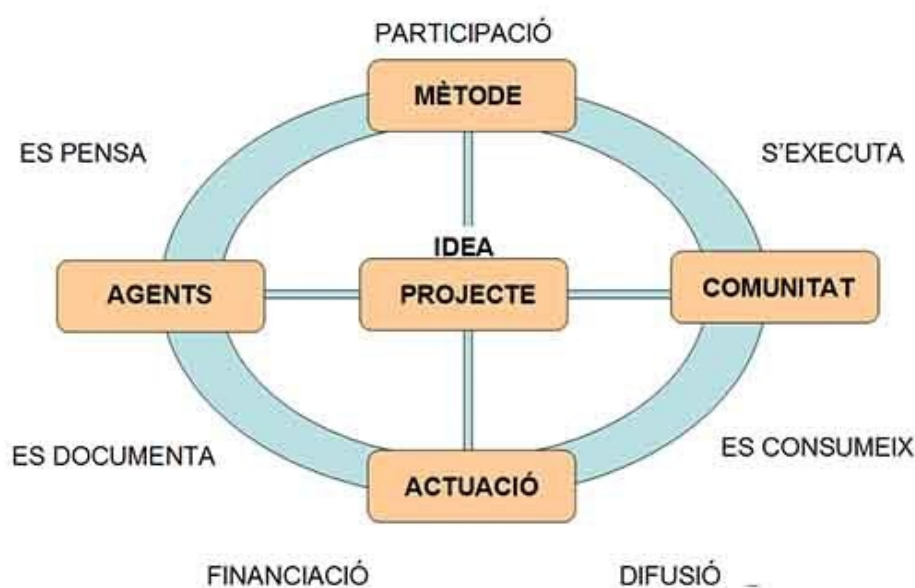 PARTICIPACIÓ
MÈTODE
ES PENSA
S'EXECUTA
IDEA
AGENTS
PROJECTE
COMUNITAT
ES DOCUMENTA
ES CONSUMEIX
ACTUACIÓ
FINANCIACIÓ
DIFUSIÓ